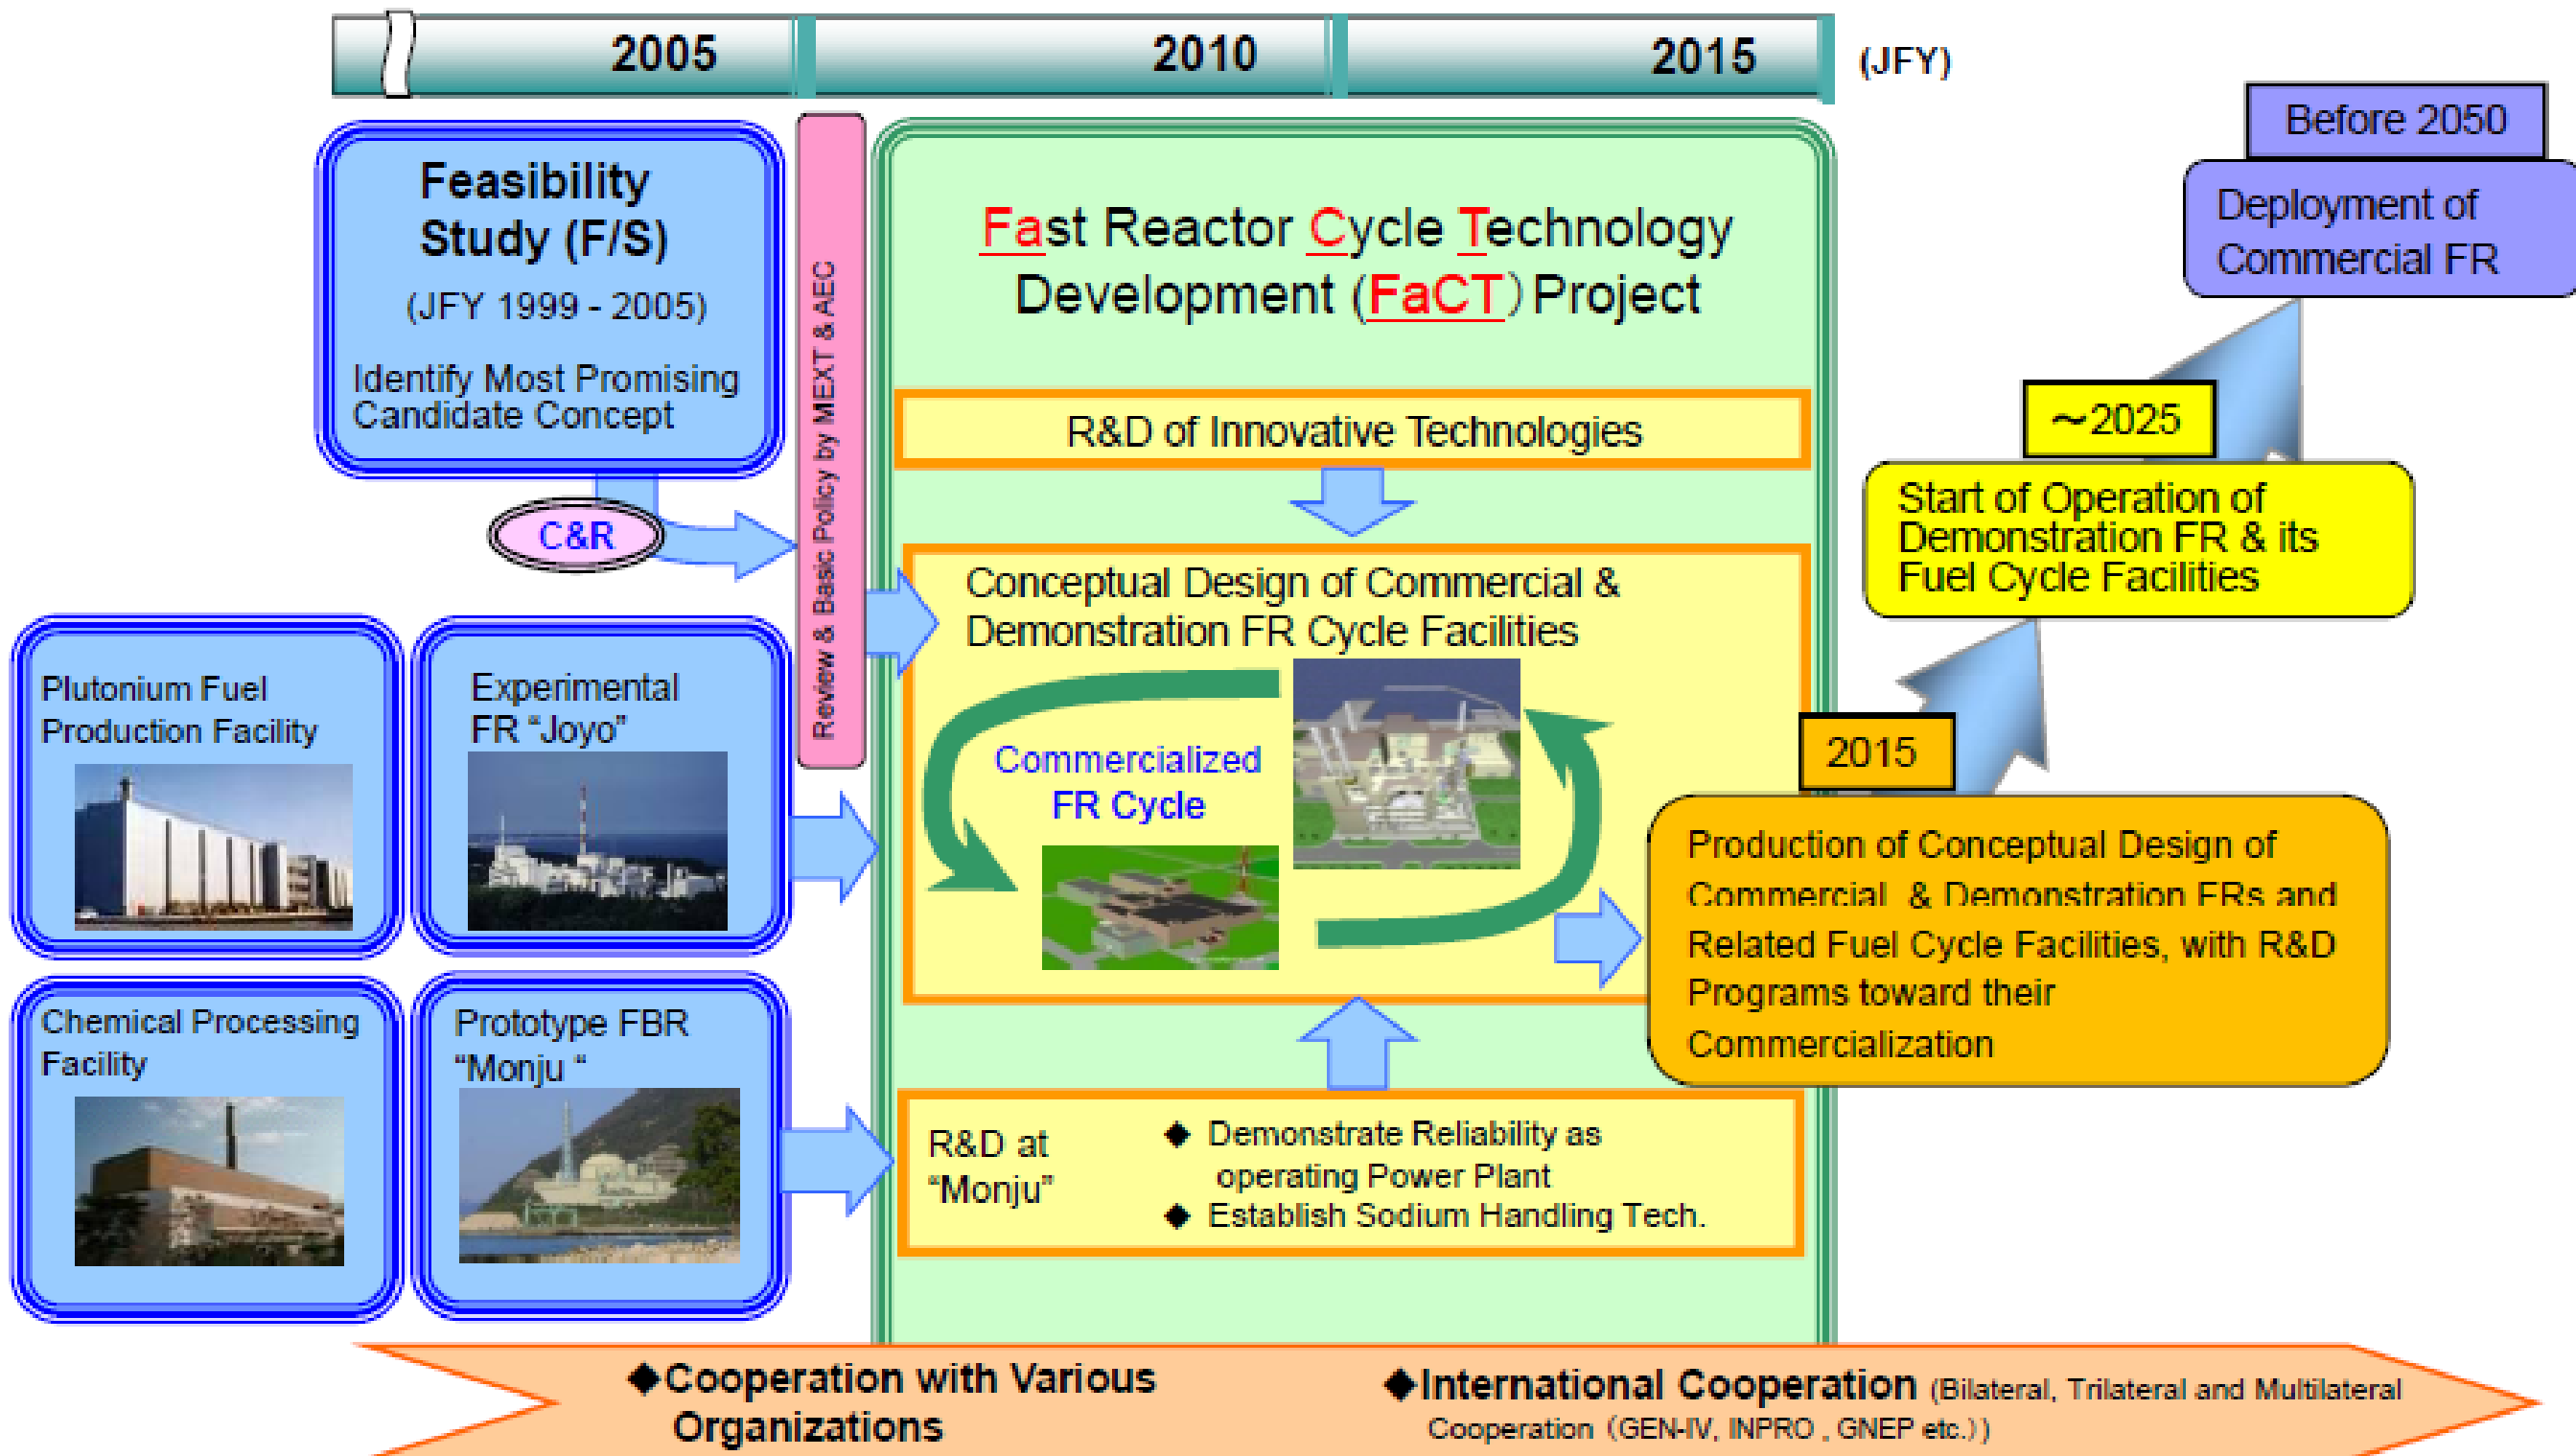 2005
2010
2015
(JFY)
Feasibility
Study (F/S)
(JFY 1999 - 2005)
Identify Most Promising
Candidate Concept
C&R
Review & Basic Policy by MEXT & AEC
Plutonium Fuel
Production Facility
Experimental
FR “Joyo”
Chemical Processing
Facility
Prototype FBR
“Monju “
Fast Reactor Cycle Technology
Development (FaCT) Project
R&D of Innovative Technologies
Conceptual Design of Commercial &
Demonstration FR Cycle Facilities
Commercialized
FR Cycle
R&D at
“Monju”
◆ Demonstrate Reliability as
operating Power Plant
◆ Establish Sodium Handling Tech.
Before 2050
Deployment of
Commercial FR
~2025
Start of Operation of
Demonstration FR & its
Fuel Cycle Facilities
2015
Production of Conceptual Design of
Commercial & Demonstration FRs and
Related Fuel Cycle Facilities, with R&D
Programs toward their
Commercialization
◆Cooperation with Various
Organizations
◆International Cooperation (Bilateral, Trilateral and Multilateral
Cooperation (GEN-IV, INPRO , GNEP etc.))